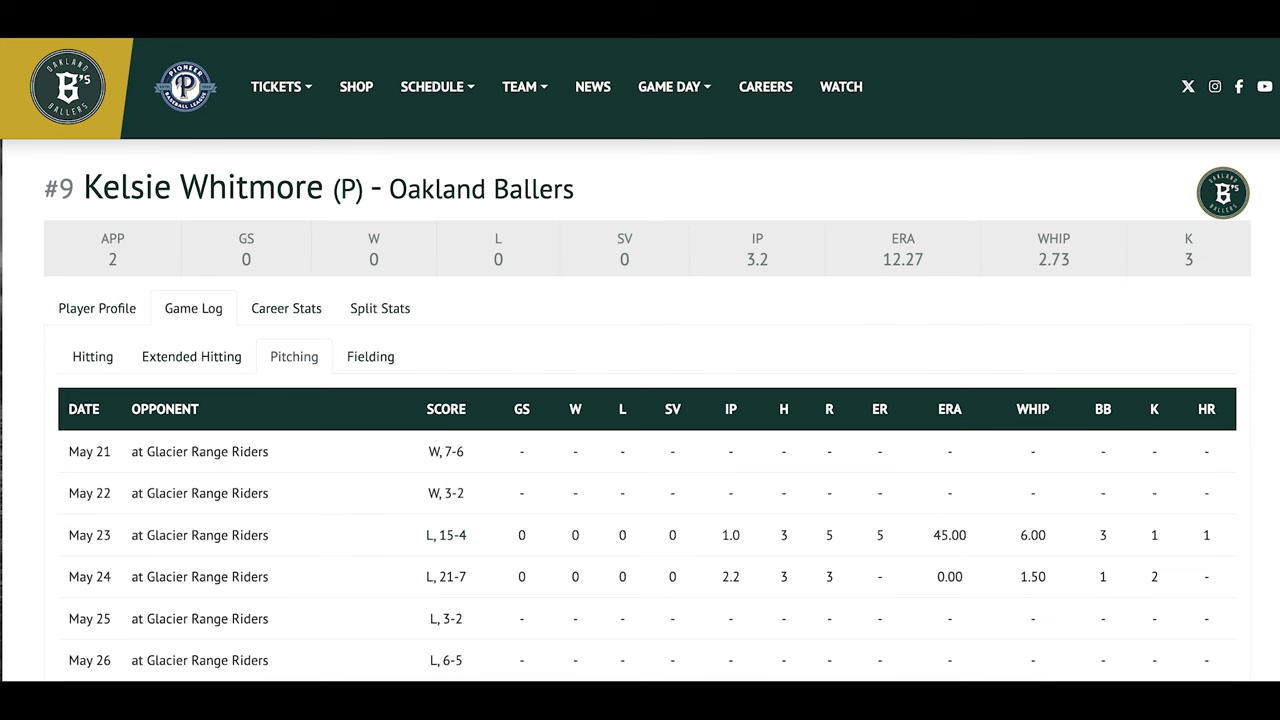 OAKLAND
B's
BALLERS
PIONEER
P
BASEBALL LEAGUE
TICKETS SHOP SCHEDULE TEAM NEWS GAME DAY CAREERS WATCH
#9 Kelsie Whitmore (P) - Oakland Ballers
OAKLAND
B's
BALLERS
APP GS W L SV IP ERA WHIP K
2 0 0 0 0 3.2 12.27 2.73 3
Player Profile Game Log Career Stats Split Stats
Hitting Extended Hitting Pitching Fielding
DATE OPPONENT SCORE GS W L SV IP H R ER ERA WHIP BB K HR
May 21 at Glacier Range Riders W, 7-6 - - - - - - - - - - - - -
May 22 at Glacier Range Riders W, 3-2 - - - - - - - - - - - - -
May 23 at Glacier Range Riders L, 15-4 0 0 0 0 1.0 3 5 5 45.00 6.00 3 1 1
May 24 at Glacier Range Riders L, 21-7 0 0 0 0 2.2 3 3 - 0.00 1.50 1 2 -
May 25 at Glacier Range Riders L, 3-2 - - - - - - - - - - - - -
May 26 at Glacier Range Riders L, 6-5 - - - - - - - - - - - - -